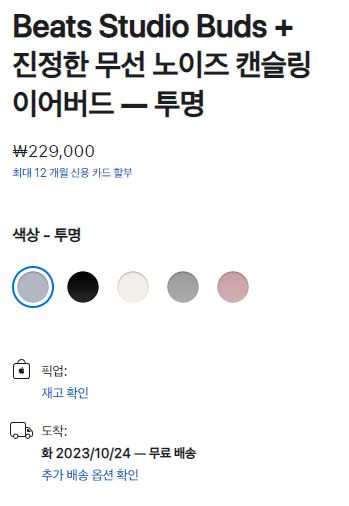 Beats Studio Buds +
진정한 무선 노이즈 캔슬링
이어버드 — 투명
₩229,000
최대 12 개월 신용 카드 할부
색상 - 투명
픽업:
재고 확인
도착:
화 2023/10/24 — 무료 배송
추가 배송 옵션 확인